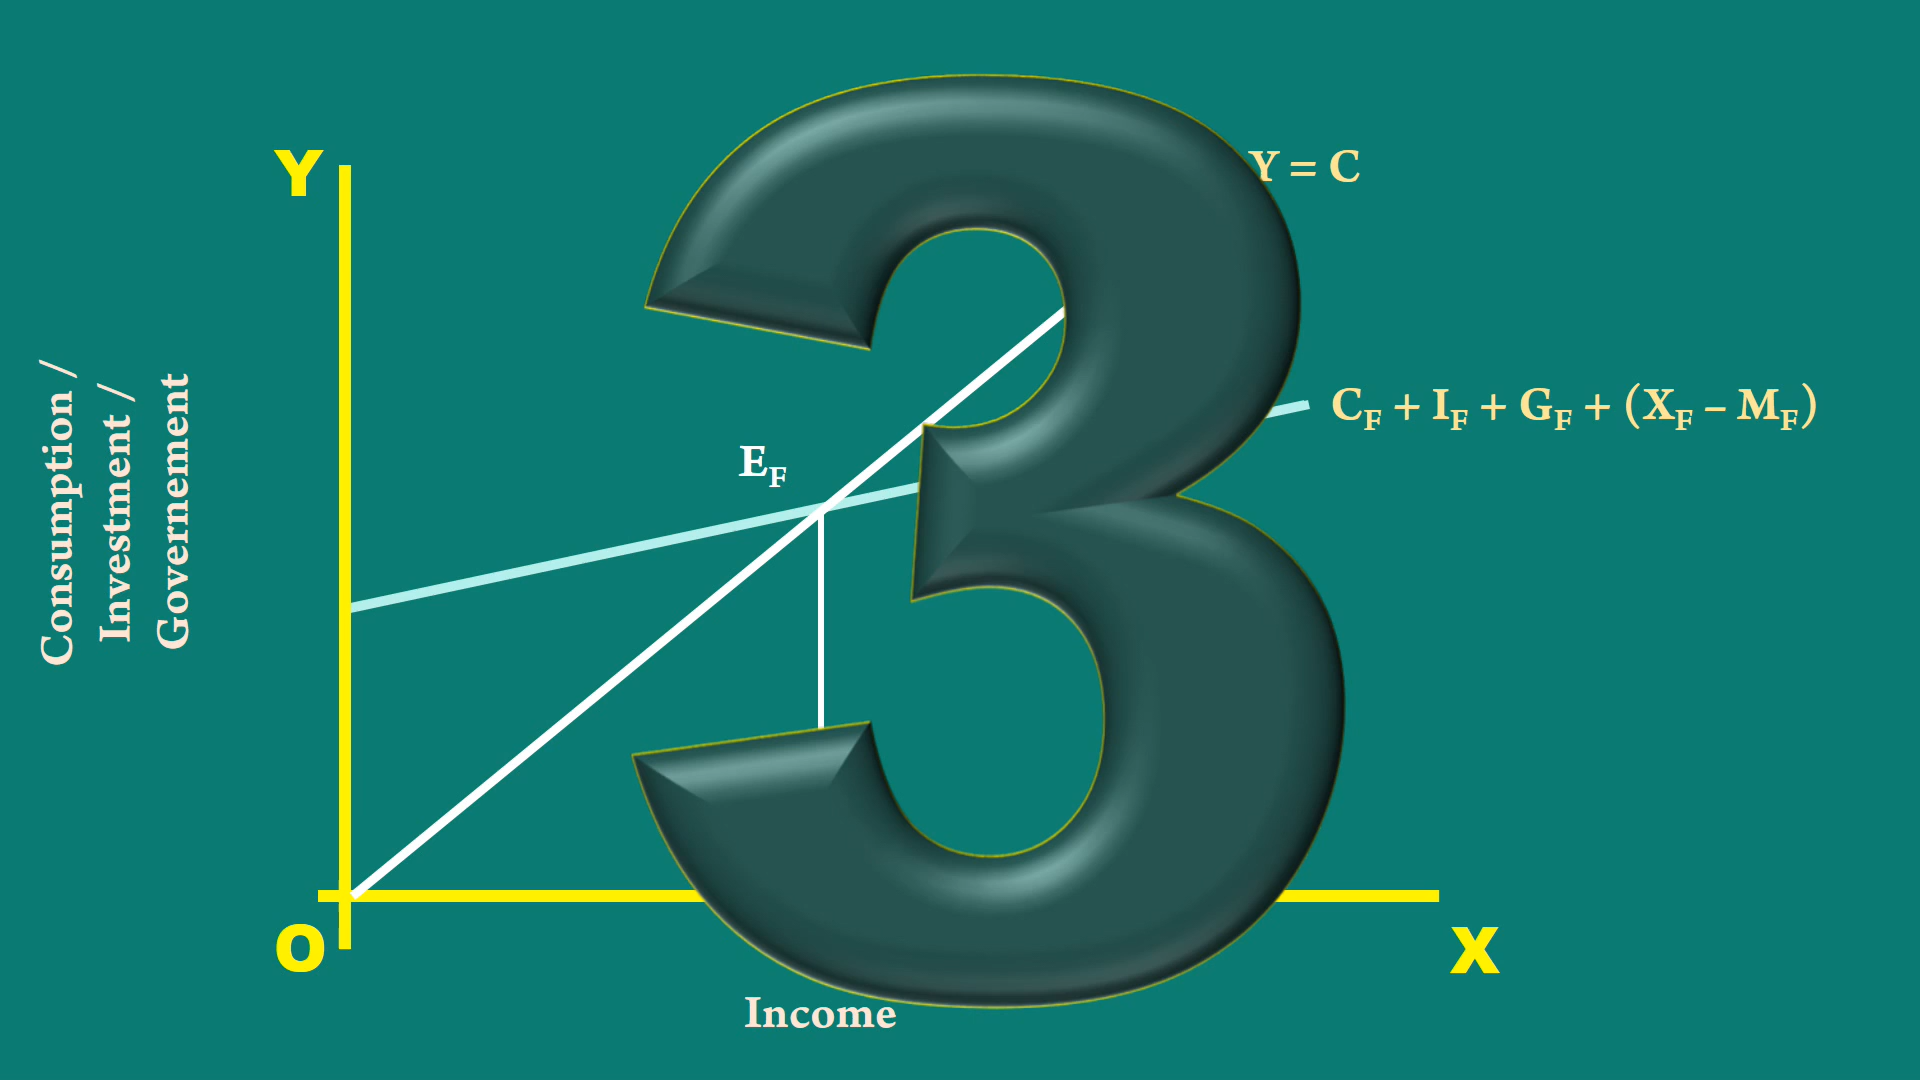 Y
3
Y = C
Consumption /
Investment /
Governement
C_F + I_F + G_F + (X_F – M_F)
E_F
O
X
Income